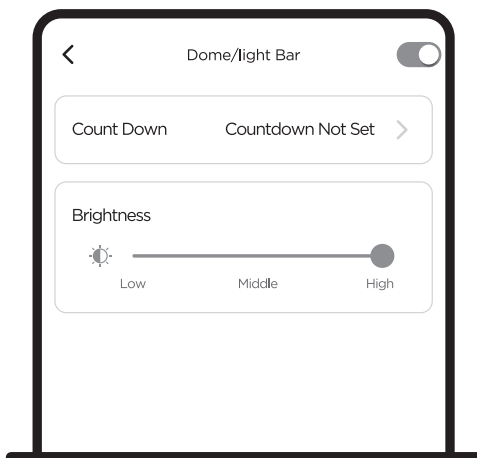 Dome/light Bar
Count Down Countdown Not Set
Brightness
Low Middle High